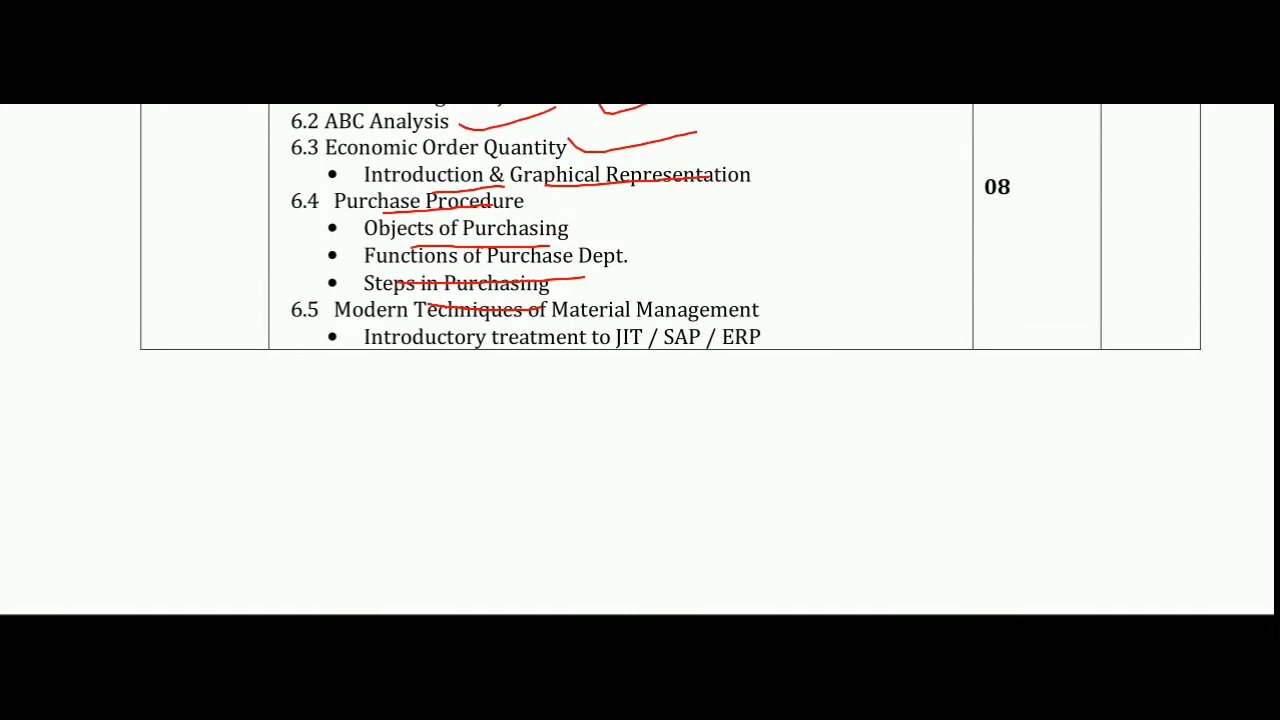 6.2 ABC Analysis
6.3 Economic Order Quantity
• Introduction & Graphical Representation
08
6.4 Purchase Procedure
• Objects of Purchasing
• Functions of Purchase Dept.
• Steps in Purchasing
6.5 Modern Techniques of Material Management
• Introductory treatment to JIT / SAP / ERP